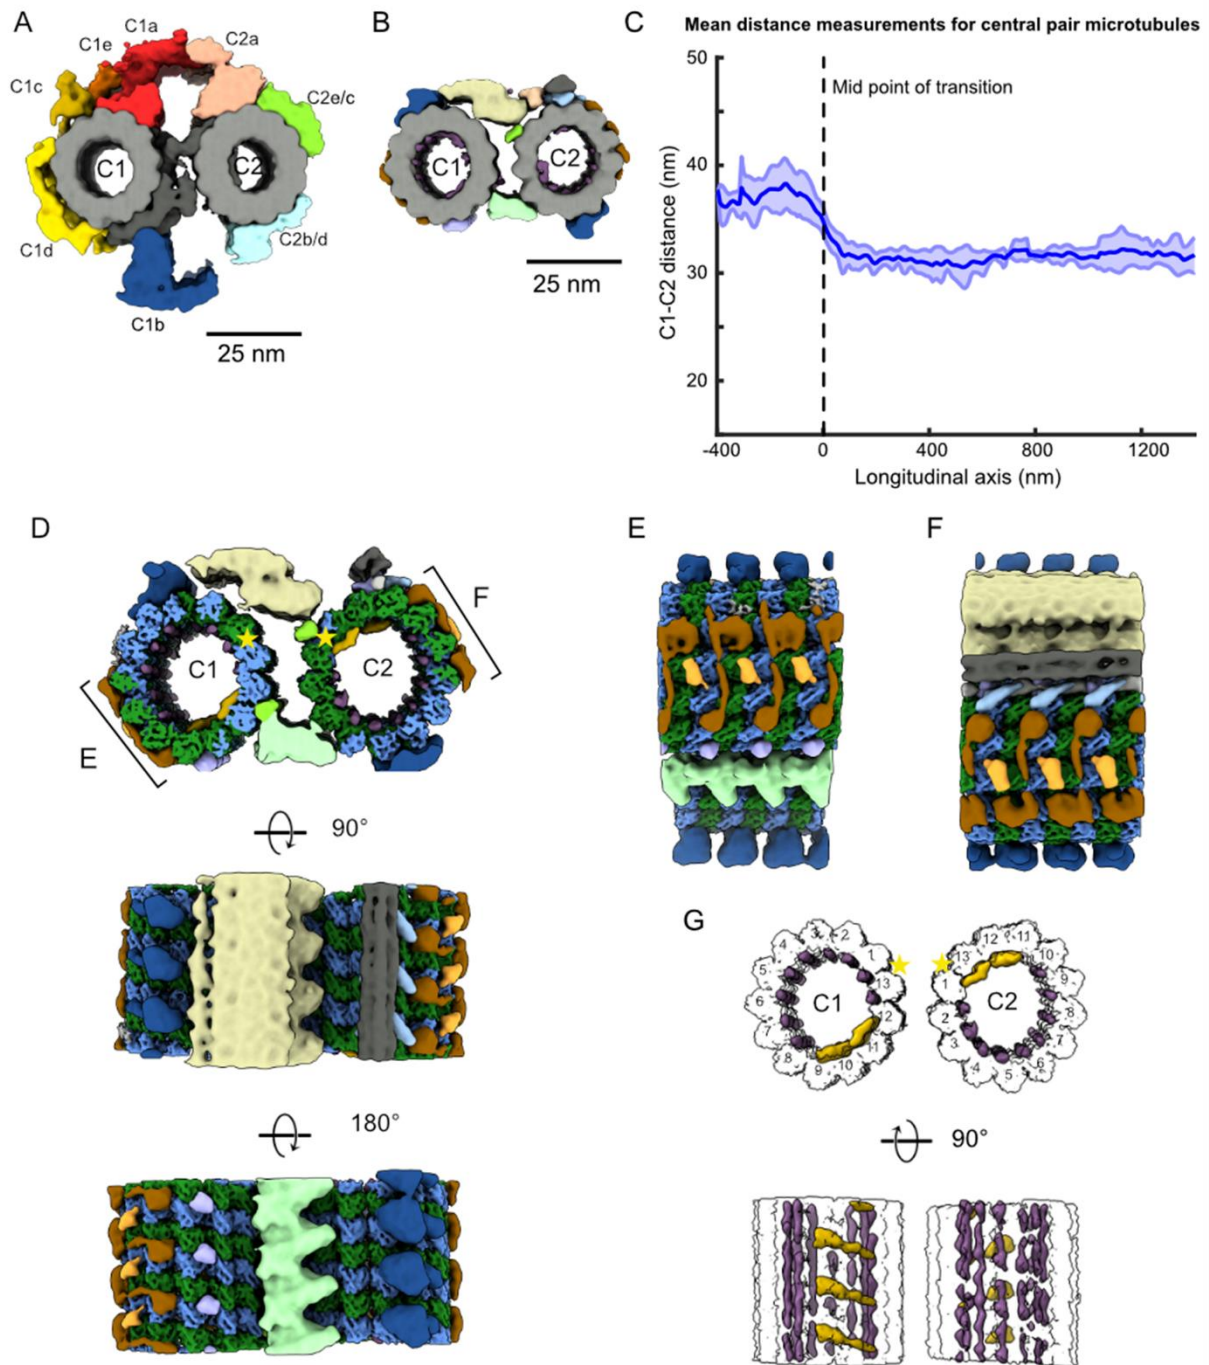 A
C1a
C2a
C1e
C1c
C2e/c
C1
C2
C1d
C2b/d
C1b
25 nm
B
C1
C2
25 nm
C
Mean distance measurements for central pair microtubules
Mid point of transition
C1-C2 distance (nm)
50
40
30
20
-400
0
400
800
1200
Longitudinal axis (nm)
D
C1
C2
E
F
90°
180°
E
F
G
C1
1
2
3
4
5
6
7
8
9
10
11
12
13
C2
1
2
3
4
5
6
7
8
9
10
11
12
13
90°